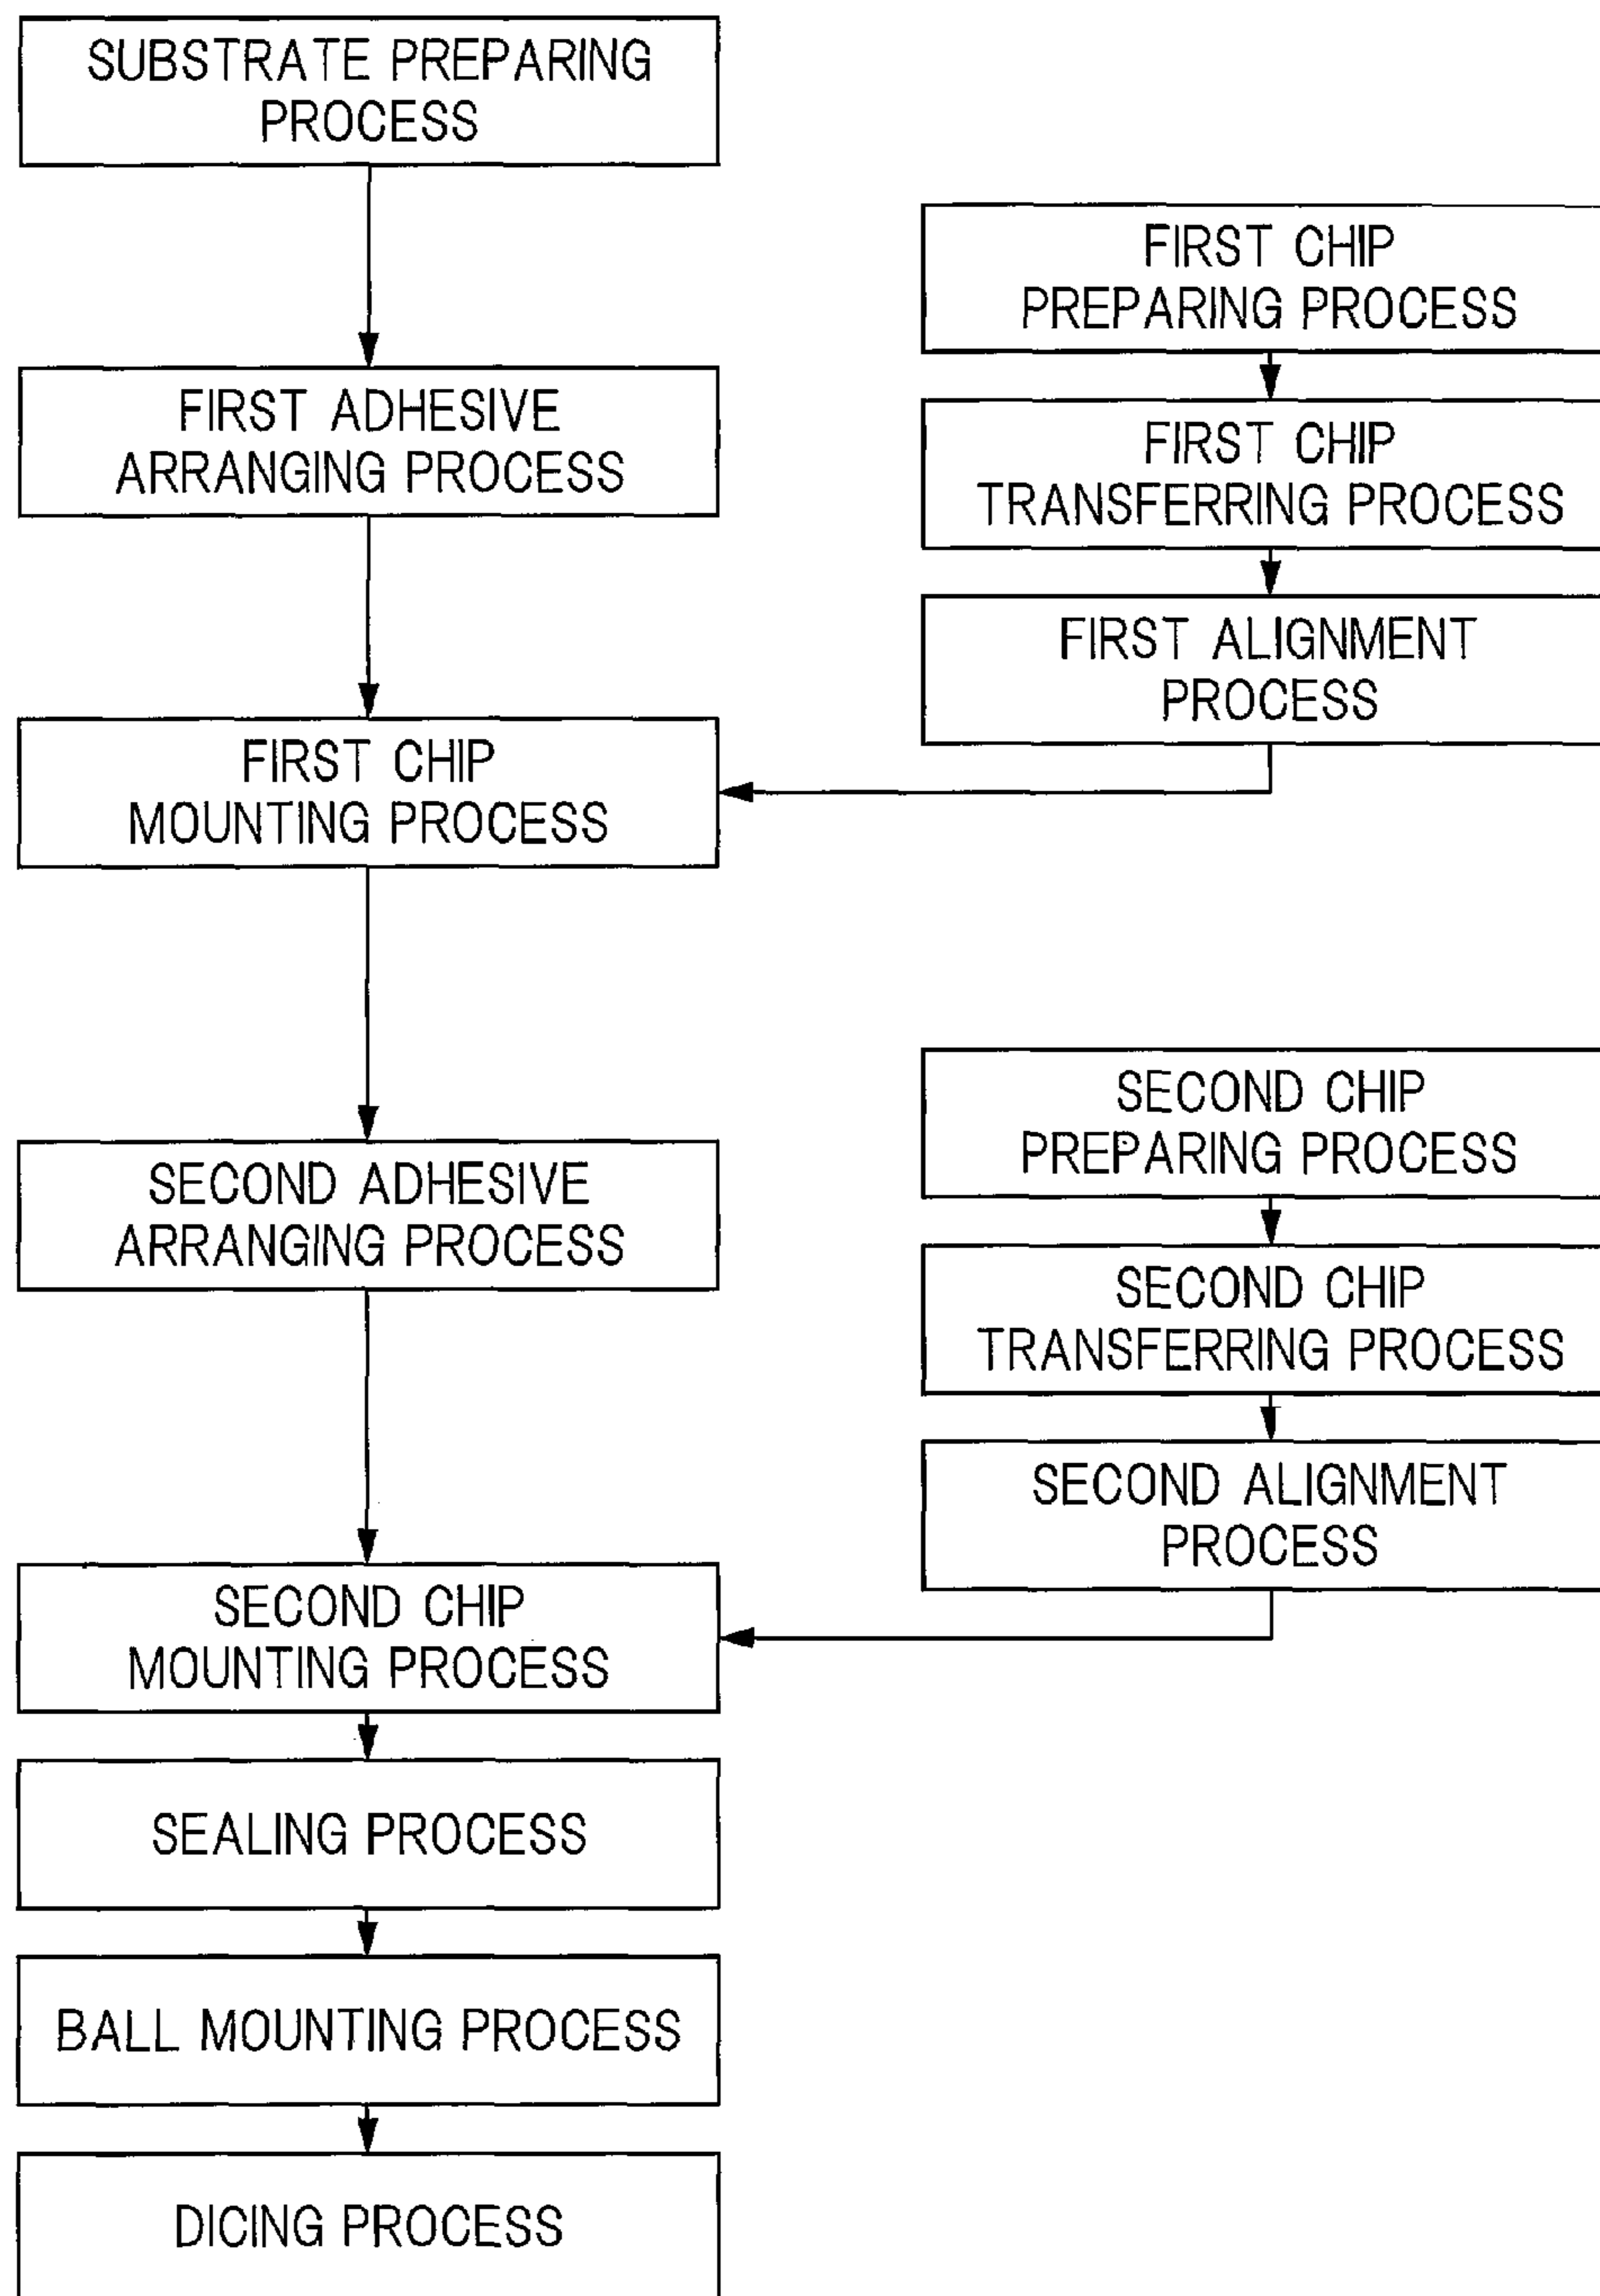 SUBSTRATE PREPARING
PROCESS
FIRST ADHESIVE
ARRANGING PROCESS
FIRST CHIP
PREPARING PROCESS
FIRST CHIP
TRANSFERRING PROCESS
FIRST ALIGNMENT
PROCESS
FIRST CHIP
MOUNTING PROCESS
SECOND ADHESIVE
ARRANGING PROCESS
SECOND CHIP
PREPARING PROCESS
SECOND CHIP
TRANSFERRING PROCESS
SECOND ALIGNMENT
PROCESS
SECOND CHIP
MOUNTING PROCESS
SEALING PROCESS
BALL MOUNTING PROCESS
DICING PROCESS